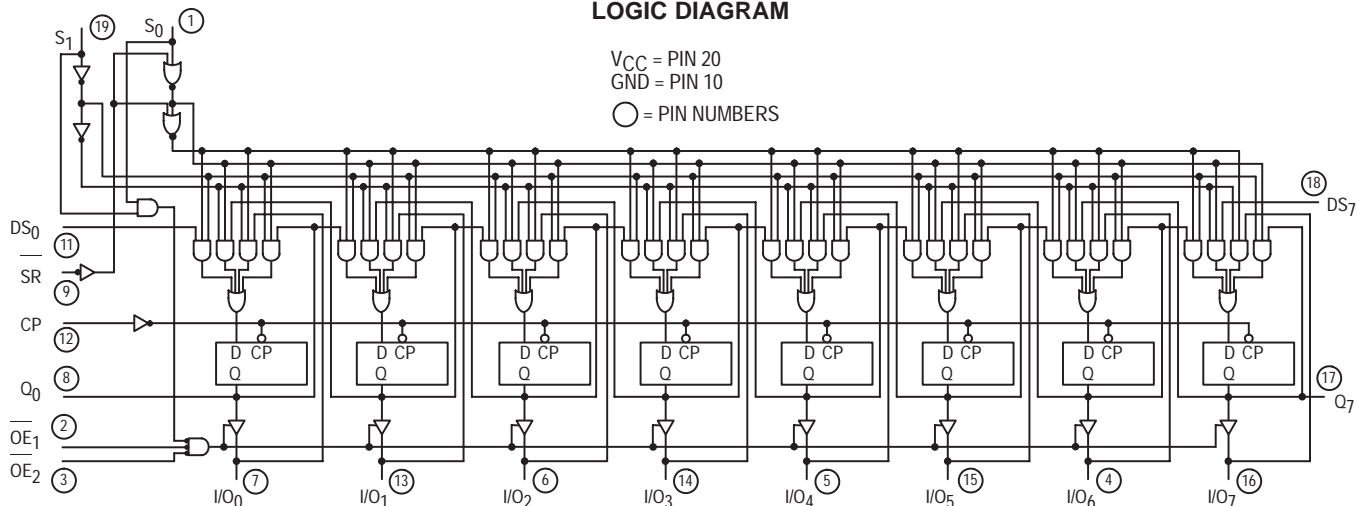 LOGIC DIAGRAM
19
S1
S0
1
VCC = PIN 20
GND = PIN 10
= PIN NUMBERS
18
DS7
DS0
11
SR
9
CP
12
D CP D CP D CP D CP D CP D CP D CP D CP
Q Q Q Q Q Q Q Q
8
Q0
17
Q7
2
OE1
OE2
3
I/O0 7
I/O1 13
I/O2 6
I/O3 14
I/O4 5
I/O5 15
I/O6 4
I/O7 16